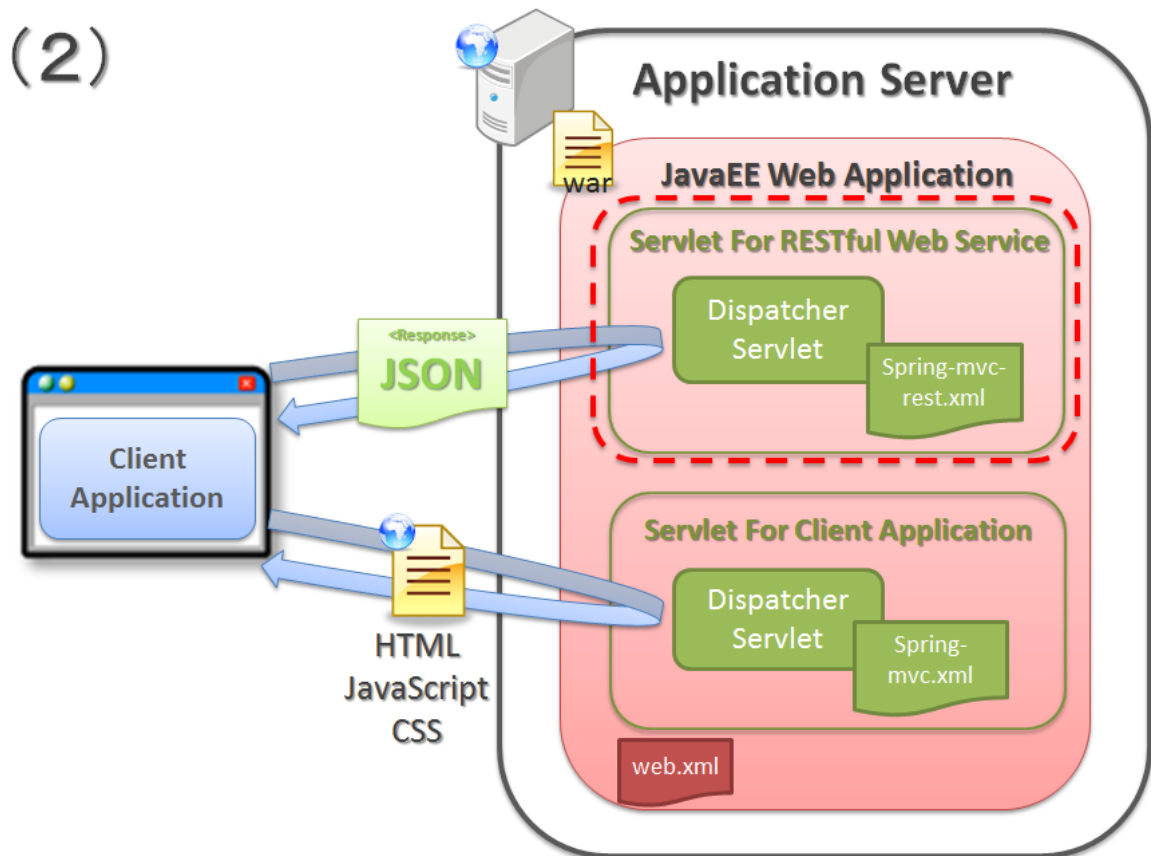 （2）
Application Server
war
JavaEE Web Application
Servlet For RESTful Web Service
Dispatcher
Servlet
Spring-mvc-
rest.xml
<Response>
JSON
Client
Application
Servlet For Client Application
Dispatcher
Servlet
Spring-
mvc.xml
HTML
JavaScript
CSS
web.xml